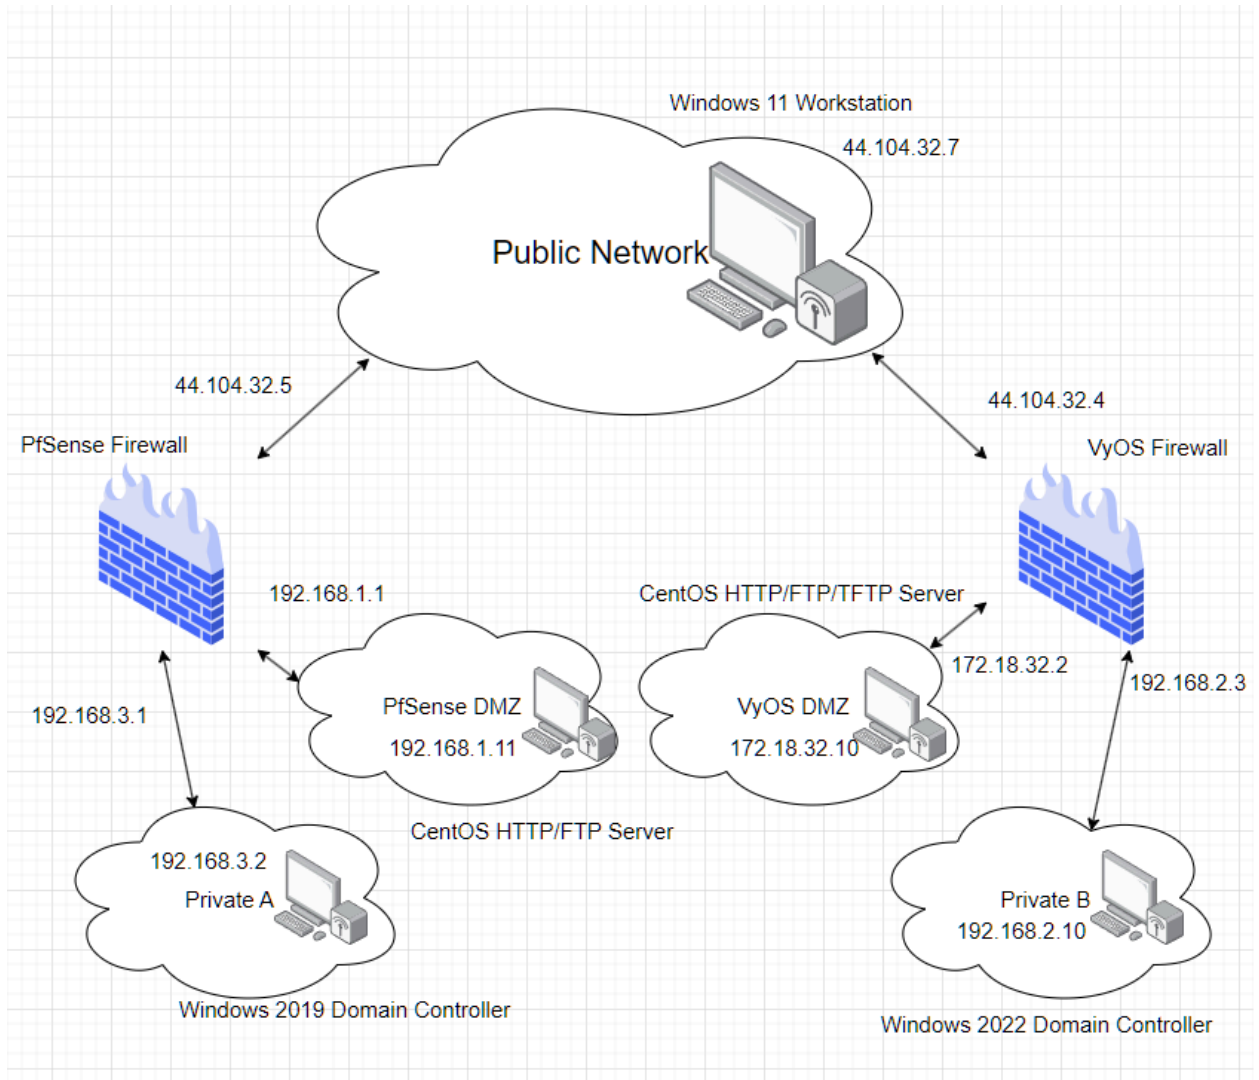 Windows 11 Workstation
44.104.32.7
Public Network
44.104.32.5
44.104.32.4
PfSense Firewall
VyOS Firewall
192.168.1.1
CentOS HTTP/FTP/TFTP Server
172.18.32.2
192.168.2.3
192.168.3.1
PfSense DMZ
192.168.1.11
VyOS DMZ
172.18.32.10
CentOS HTTP/FTP Server
192.168.3.2
Private A
Private B
192.168.2.10
Windows 2019 Domain Controller
Windows 2022 Domain Controller